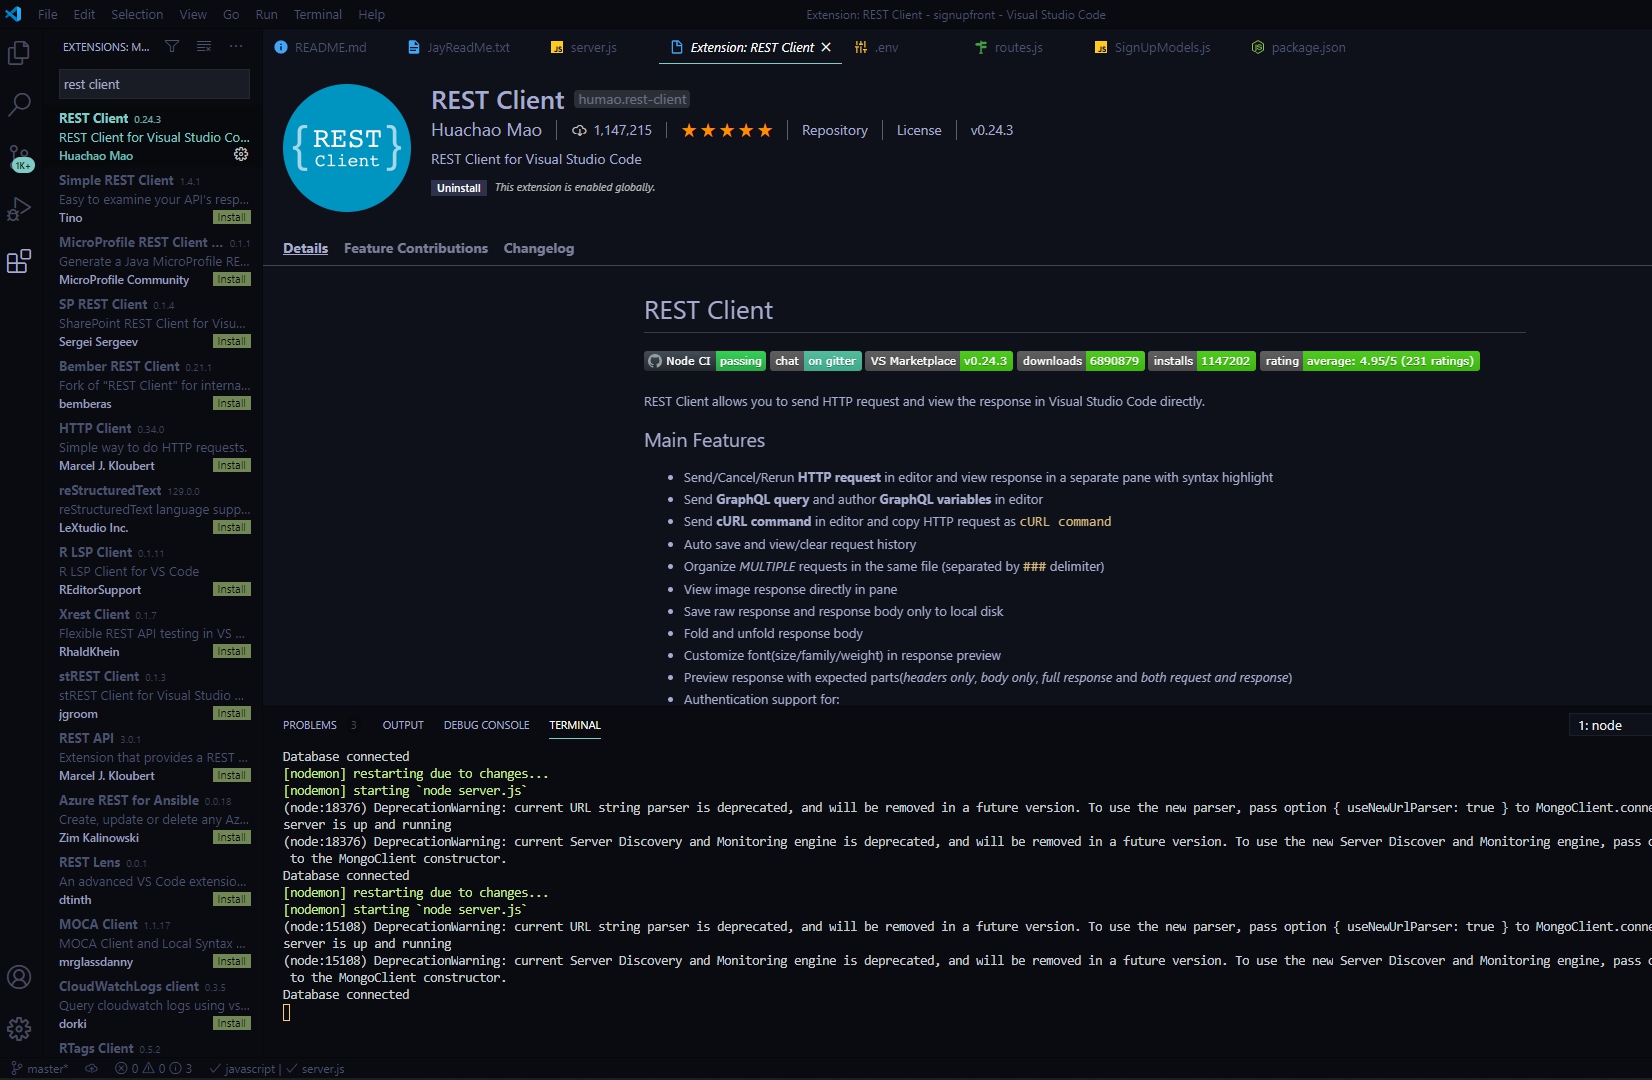 File Edit Selection View Go Run Terminal Help
Extension: REST Client - signupfront - Visual Studio Code
EXTENSIONS: M...
README.md JayReadMe.txt server.js Extension: REST Client .env routes.js SignUpModels.js package.json
rest client
1K+
REST Client 0.24.3
REST Client for Visual Studio Co...
Huachao Mao
Simple REST Client 1.4.1
Easy to examine your API's resp...
Tino Install
MicroProfile REST Client ... 0.1.1
Generate a Java MicroProfile RE...
MicroProfile Community Install
SP REST Client 0.1.4
SharePoint REST Client for Visu...
Sergei Sergeev Install
Bember REST Client 0.21.1
Fork of "REST Client" for interna...
bemberas Install
HTTP Client 0.34.0
Simple way to do HTTP requests.
Marcel J. Kloubert Install
reStructuredText 129.0.0
reStructuredText language supp...
LeXtudio Inc. Install
R LSP Client 0.1.11
R LSP Client for VS Code
REditorSupport Install
Xrest Client 0.1.7
Flexible REST API testing in VS ...
RhaldKhein Install
stREST Client 0.1.3
stREST Client for Visual Studio ...
jgroom Install
REST API 3.0.1
Extension that provides a REST ...
Marcel J. Kloubert Install
Azure REST for Ansible 0.0.18
Create, update or delete any Az...
Zim Kalinowski Install
REST Lens 0.0.1
An advanced VS Code extensio...
dtinth Install
MOCA Client 1.1.17
MOCA Client and Local Syntax ...
mrglassdanny Install
CloudWatchLogs client 0.3.5
Query cloudwatch logs using vs...
dorki Install
RTags Client 0.5.2
{REST Client}
REST Client humao.rest-client
Huachao Mao 1,147,215 Repository License v0.24.3
REST Client for Visual Studio Code
Uninstall This extension is enabled globally.
Details Feature Contributions Changelog
REST Client
Node CI passing chat on gitter VS Marketplace v0.24.3 downloads 6890879 installs 1147202 rating average: 4.95/5 (231 ratings)
REST Client allows you to send HTTP request and view the response in Visual Studio Code directly.
Main Features
• Send/Cancel/Rerun HTTP request in editor and view response in a separate pane with syntax highlight
• Send GraphQL query and author GraphQL variables in editor
• Send cURL command in editor and copy HTTP request as cURL command
• Auto save and view/clear request history
• Organize MULTIPLE requests in the same file (separated by ### delimiter)
• View image response directly in pane
• Save raw response and response body only to local disk
• Fold and unfold response body
• Customize font(size/family/weight) in response preview
• Preview response with expected parts(headers only, body only, full response and both request and response)
• Authentication support for:
PROBLEMS 3 OUTPUT DEBUG CONSOLE TERMINAL 1: node
Database connected
[nodemon] restarting due to changes...
[nodemon] starting `node server.js`
(node:18376) DeprecationWarning: current URL string parser is deprecated, and will be removed in a future version. To use the new parser, pass option { useNewUrlParser: true } to MongoClient.conne
server is up and running
(node:18376) DeprecationWarning: current Server Discovery and Monitoring engine is deprecated, and will be removed in a future version. To use the new Server Discover and Monitoring engine, pass
to the MongoClient constructor.
Database connected
[nodemon] restarting due to changes...
[nodemon] starting `node server.js`
(node:15108) DeprecationWarning: current URL string parser is deprecated, and will be removed in a future version. To use the new parser, pass option { useNewUrlParser: true } to MongoClient.conne
server is up and running
(node:15108) DeprecationWarning: current Server Discovery and Monitoring engine is deprecated, and will be removed in a future version. To use the new Server Discover and Monitoring engine, pass
to the MongoClient constructor.
Database connected
master* 0 0 3 javascript | server.js